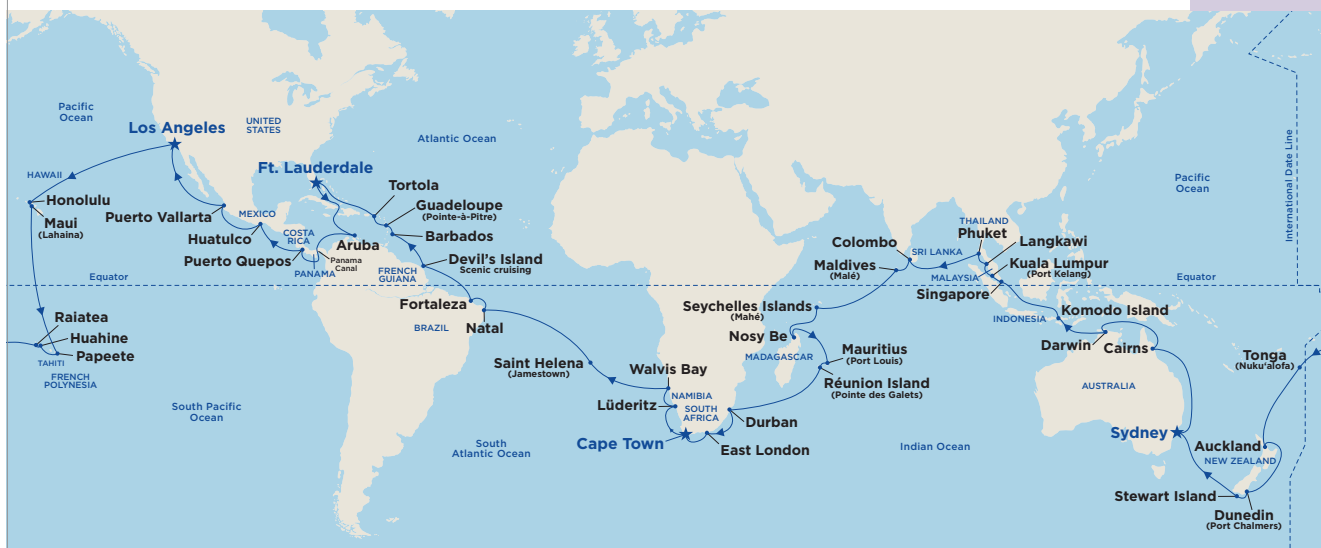 Pacific
Ocean
UNITED
STATES
Los Angeles
Atlantic Ocean
Ft. Lauderdale
HAWAII
Honolulu
Maui
(Lahaina)
Puerto Vallarta
MEXICO
Huatulco
COSTA
RICA
Puerto Quepos
PANAMA
Panama
Canal
Aruba
Tortola
Guadeloupe
(Pointe-à-Pitre)
Barbados
Devil's Island
Scenic cruising
FRENCH
GUIANA
Equator
Fortaleza
BRAZIL
Natal
Raiatea
Huahine
Papeete
TAHITI
FRENCH
POLYNESIA
South Pacific
Ocean
Saint Helena
(Jamestown)
Walvis Bay
NAMIBIA
Lüderitz
SOUTH
AFRICA
Cape Town
South
Atlantic Ocean
Durban
East London
Seychelles Islands
(Mahé)
Nosy Be
MADAGASCAR
Mauritius
(Port Louis)
Réunion Island
(Pointe des Galets)
Indian Ocean
Colombo
SRI LANKA
Maldives
(Malé)
THAILAND
Phuket
Langkawi
Kuala Lumpur
(Port Kelang)
MALAYSIA
Singapore
INDONESIA
Komodo Island
Darwin
Cairns
AUSTRALIA
Sydney
Pacific
Ocean
International Date Line
Equator
Tonga
(Nuku'alofa)
Auckland
NEW ZEALAND
Stewart Island
Dunedin
(Port Chalmers)